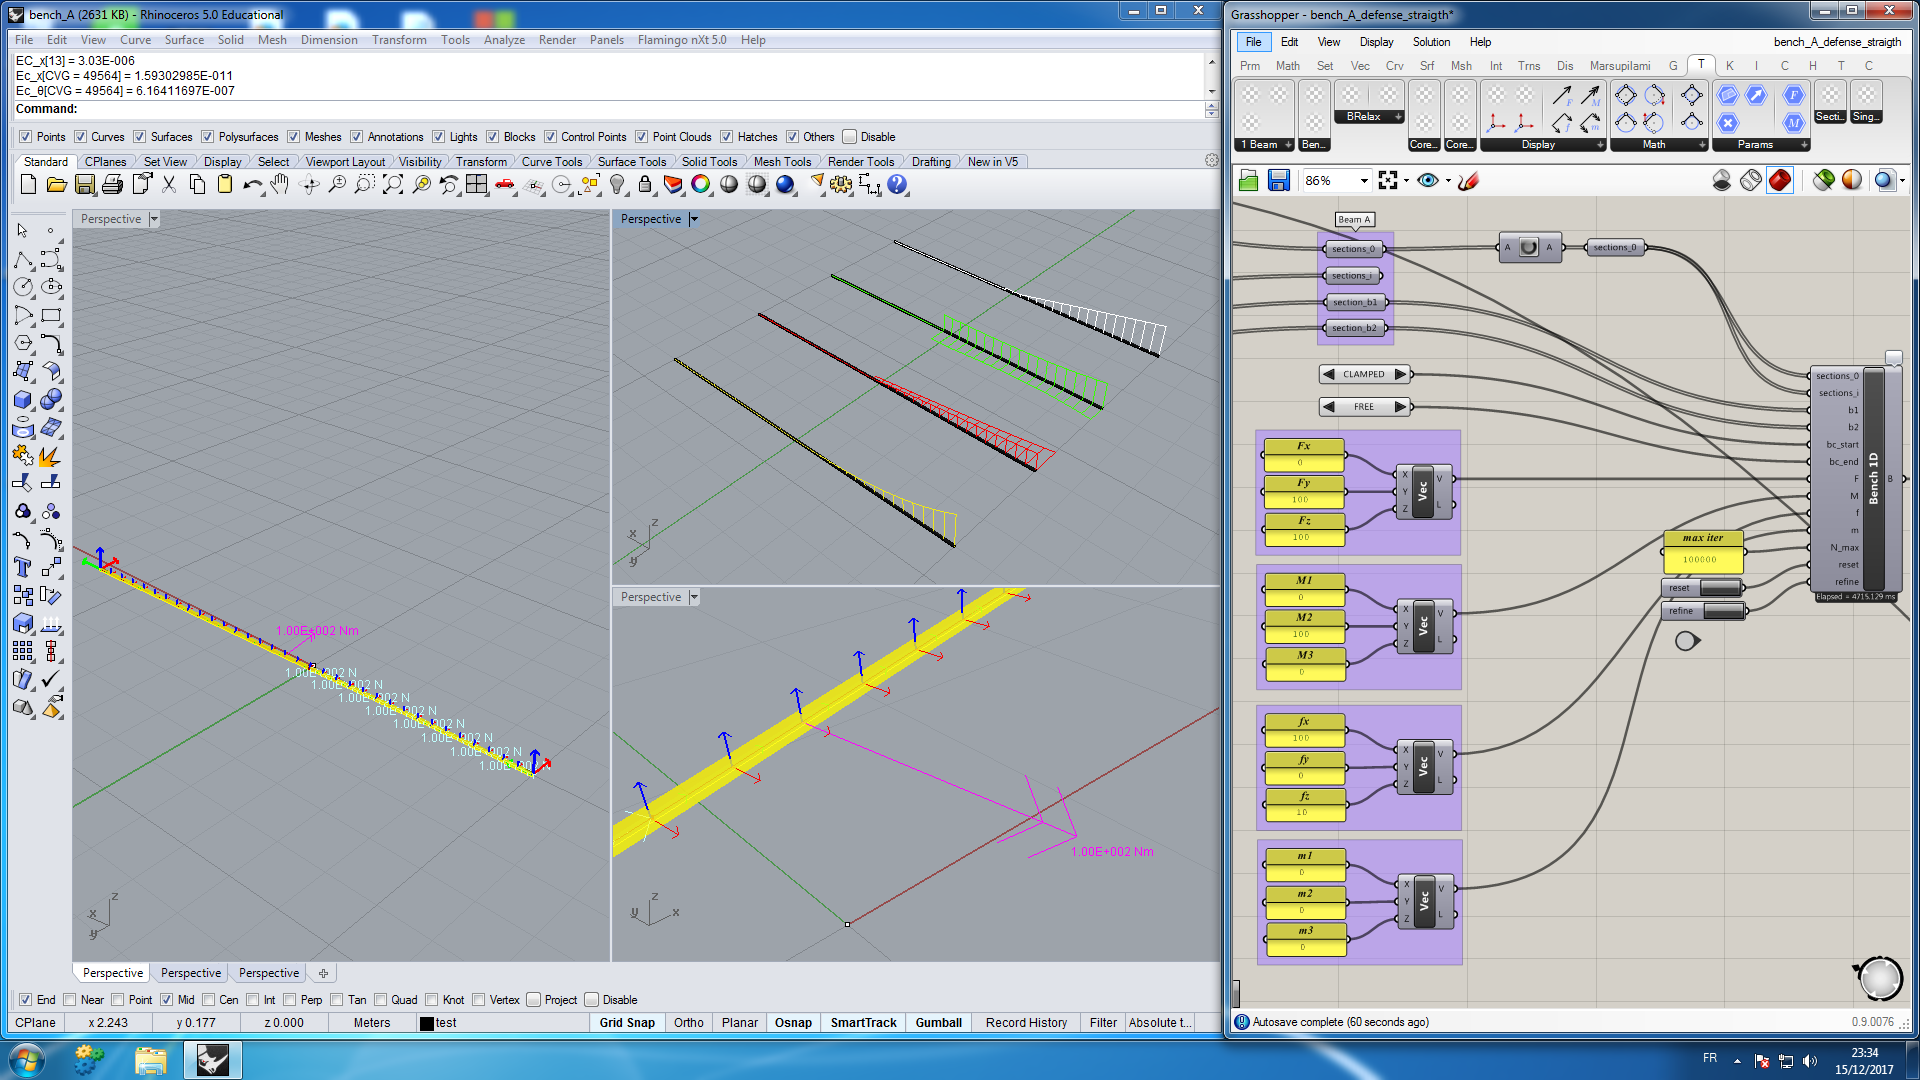 bench_A (2631 KB) - Rhinoceros 5.0 Educational
File Edit View Curve Surface Solid Mesh Dimension Transform Tools Analyze Render Panels Flamingo nXt 5.0 Help
EC_x[13] = 3.03E-006
Ec_x[CVG = 49564] = 1.59302985E-011
Ec_θ[CVG = 49564] = 6.16411697E-007
Command:
Points Curves Surfaces Polysurfaces Meshes Annotations Lights Blocks Control Points Point Clouds Hatches Others Disable
Standard CPlanes Set View Display Select Viewport Layout Visibility Transform Curve Tools Surface Tools Solid Tools Mesh Tools Render Tools Drafting New in V5
Perspective
1.00E+002 Nm
1.00E+002 N
1.00E+002 N
1.00E+002 N
1.00E+002 N
1.00E+002 N
1.00E+002 N
1.00E+002 N
1.00E+002 N
z
x
y
Perspective
z
x
y
Perspective
1.00E+002 Nm
z
y x
Perspective Perspective Perspective
End Near Point Mid Cen Int Perp Tan Quad Knot Vertex Project Disable
CPlane x 2.243 y 0.177 z 0.000 Meters test Grid Snap Ortho Planar Osnap SmartTrack Gumball Record History Filter Absolute t...
Grasshopper - bench_A_defense_straigth*
File Edit View Display Solution Help bench_A_defense_straigth
Prm Math Set Vec Crv Srf Msh Int Trns Dis Marsupilami G T K I C H T C
1 Beam Ben... BRelax Core... Core... Display Math Params Secti... Sing...
86%
Beam A
sections_0
sections_i
section_b1
section_b2
A A
sections_0
CLAMPED
FREE
Fx
0
Fy
100
Fz
100
X Y Z Vec V L
M1
0
M2
100
M3
0
X Y Z Vec V L
fx
100
fy
0
fz
10
X Y Z Vec V L
m1
0
m2
0
m3
0
X Y Z Vec V L
max iter
100000
reset
refine
sections_0
sections_i
b1
b2
bc_start
bc_end
F
M
f
m
N_max
reset
refine
Bench 1D
B
Elapsed = 4715.129 ms
Autosave complete (60 seconds ago) 0.9.0076
FR
23:34
15/12/2017